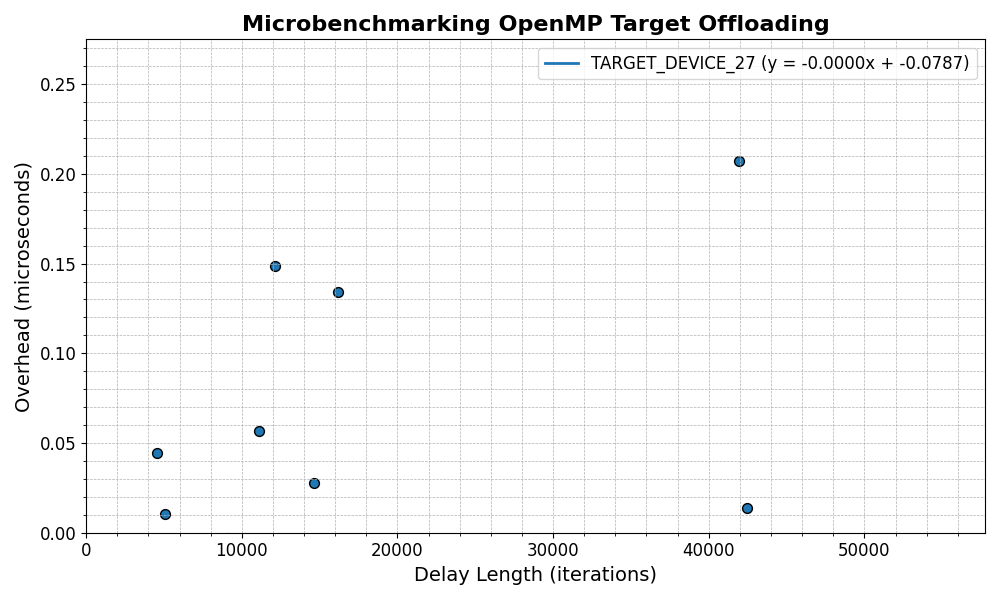 Microbenchmarking OpenMP Target Offloading
TARGET_DEVICE_27 (y = -0.0000x + -0.0787)
Overhead (microseconds)
0.25
0.20
0.15
0.10
0.05
0.00
0 10000 20000 30000 40000 50000
Delay Length (iterations)